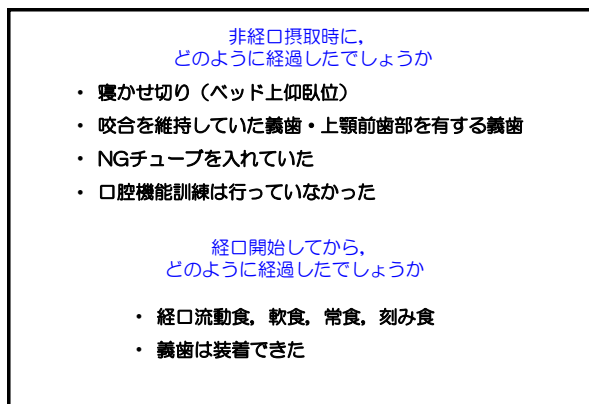 非経口摂取時に，
どのように経過したでしょうか
・ 寝かせ切り（ベッド上仰臥位）
・ 咬合を維持していた義歯・上顎前歯部を有する義歯
・ NGチューブを入れていた
・ 口腔機能訓練は行っていなかった
経口開始してから，
どのように経過したでしょうか
・ 経口流動食，軟食，常食，刻み食
・ 義歯は装着できた